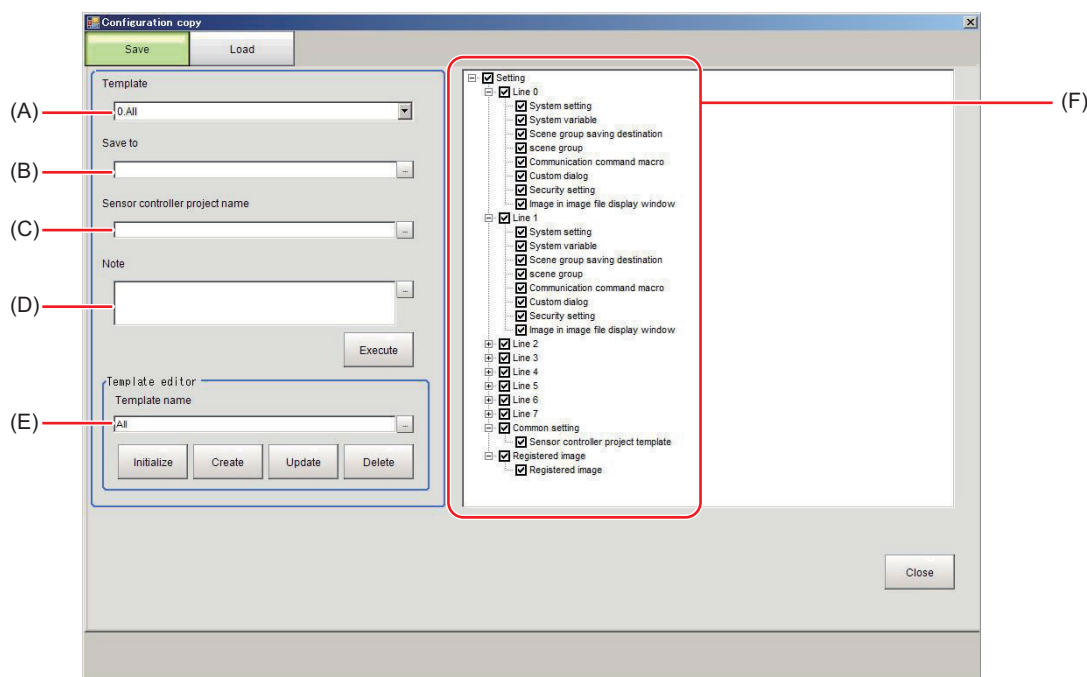 Configuration copy
Save
Load
Template
(A)
0.All
Save to
(B)
...
Sensor controller project name
(C)
...
Note
(D)
...
Execute
Template editor
Template name
(E)
All
...
Initialize
Create
Update
Delete
Setting
Line 0
System setting
System variable
Scene group saving destination
scene group
Communication command macro
Custom dialog
Security setting
Image in image file display window
Line 1
System setting
System variable
Scene group saving destination
scene group
Communication command macro
Custom dialog
Security setting
Image in image file display window
Line 2
Line 3
Line 4
Line 5
Line 6
Line 7
Common setting
Sensor controller project template
Registered image
Registered image
(F)
Close